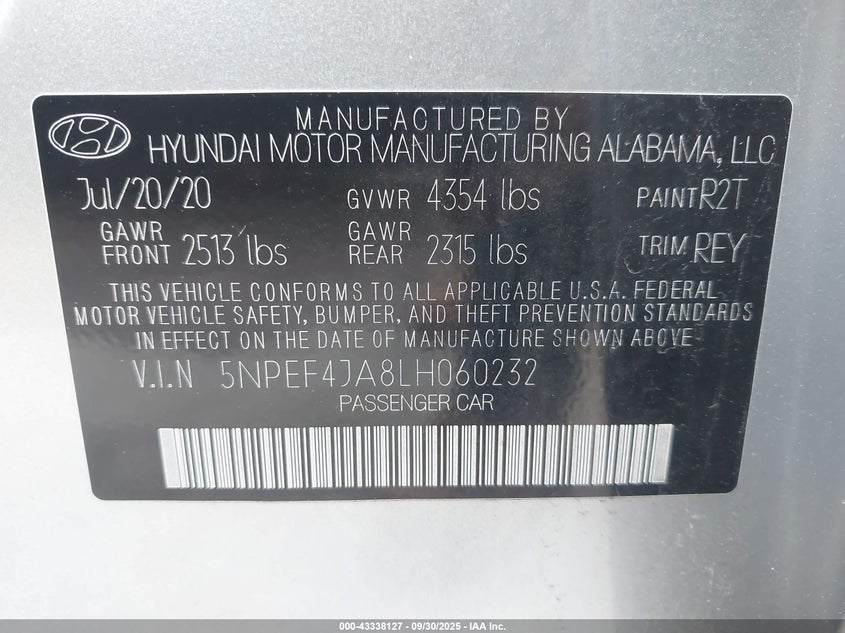 MANUFACTURED BY
HYUNDAI MOTOR MANUFACTURING ALABAMA, LLC
Jul/20/20 GVWR 4354 lbs PAINT R2T
GAWR FRONT 2513 lbs GAWR REAR 2315 lbs TRIM REY
THIS VEHICLE CONFORMS TO ALL APPLICABLE U.S.A. FEDERAL
MOTOR VEHICLE SAFETY, BUMPER, AND THEFT PREVENTION STANDARDS
IN EFFECT ON THE DATE OF MANUFACTURE SHOWN ABOVE
V.I.N 5NPEF4JA8LH060232
PASSENGER CAR
000-43338127 - 09/30/2025 - IAA Inc.